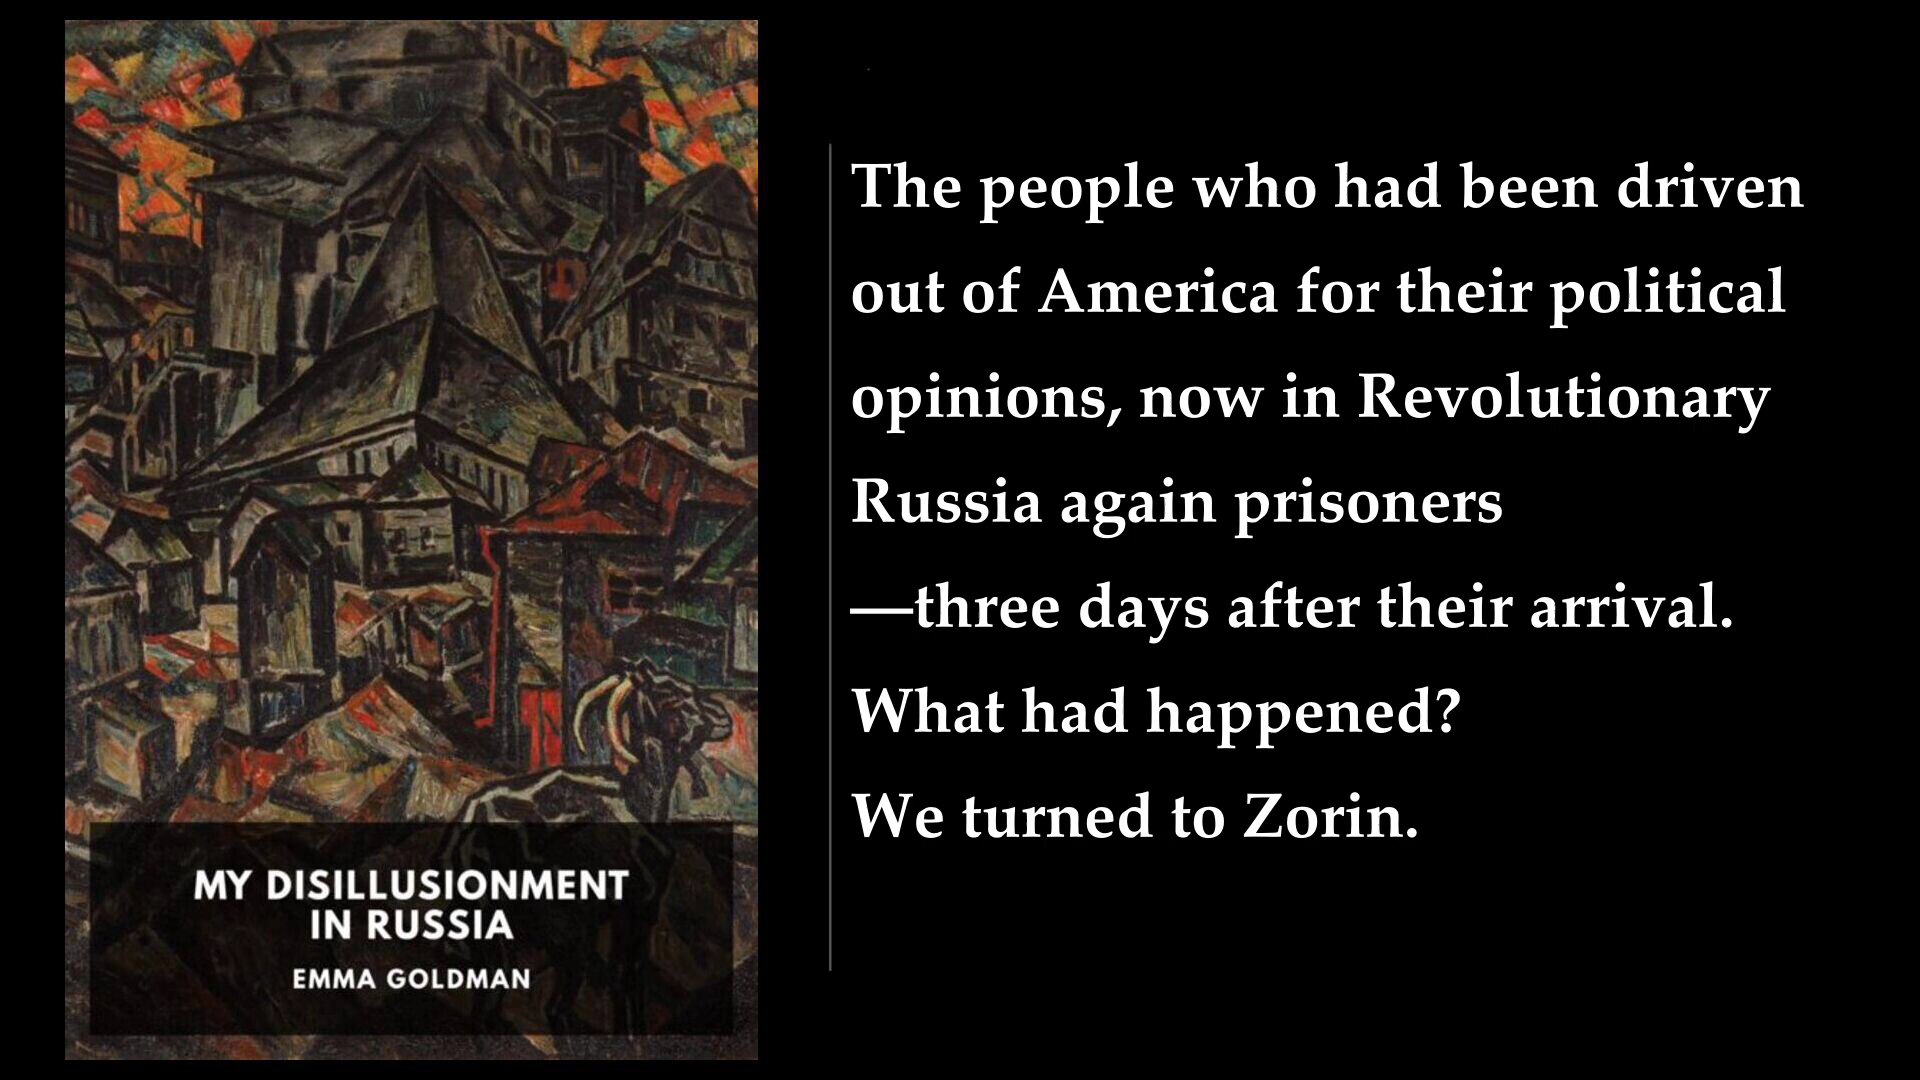 MY DISILLUSIONMENT
IN RUSSIA
EMMA GOLDMAN
The people who had been driven
out of America for their political
opinions, now in Revolutionary
Russia again prisoners
—three days after their arrival.
What had happened?
We turned to Zorin.